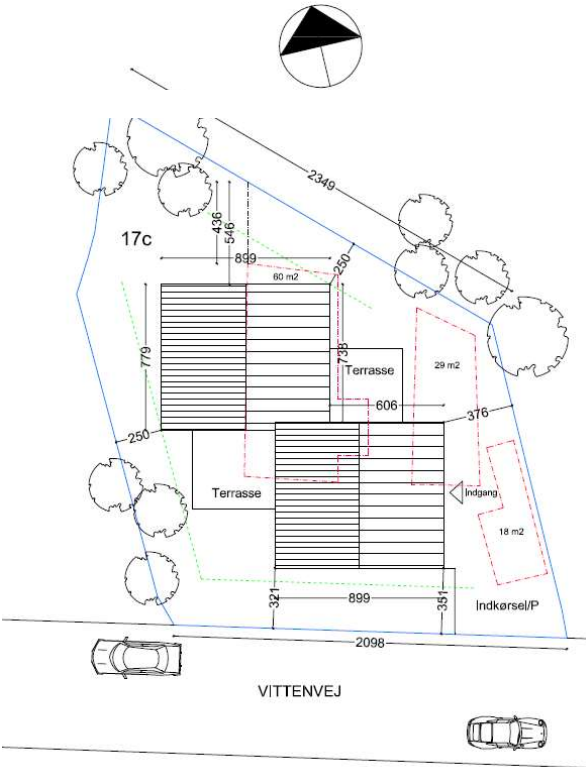 2349
436
546
17c
899
250
60 m2
779
738
Terrasse
29 m2
606
376
250
Terrasse
Indgang
18 m2
321
899
351
Indkørsel/P
2098
VITTENVEJ